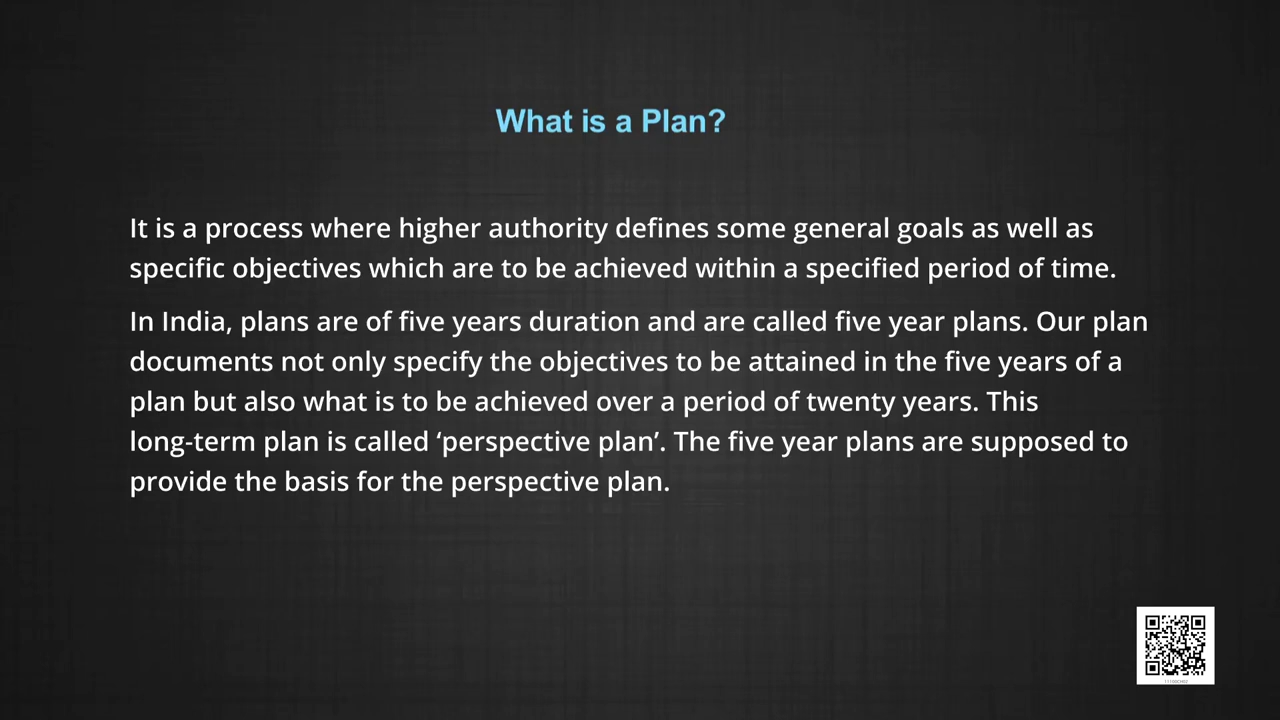 What is a Plan?
It is a process where higher authority defines some general goals as well as
specific objectives which are to be achieved within a specified period of time.
In India, plans are of five years duration and are called five year plans. Our plan
documents not only specify the objectives to be attained in the five years of a
plan but also what is to be achieved over a period of twenty years. This
long-term plan is called ‘perspective plan’. The five year plans are supposed to
provide the basis for the perspective plan.